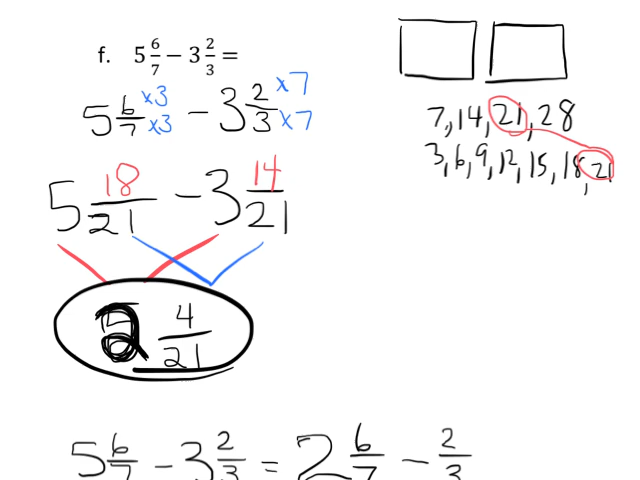 f. 5 6/7 − 3 2/3 =
5 6/7 ×3 ×3 − 3 2/3 ×7 ×7
7, 14, 21, 28
3, 6, 9, 12, 15, 18, 21
5 18/21 − 3 14/21
2 4/21
5 6/7 − 3 2/3 = 2 6/7 − 2/3